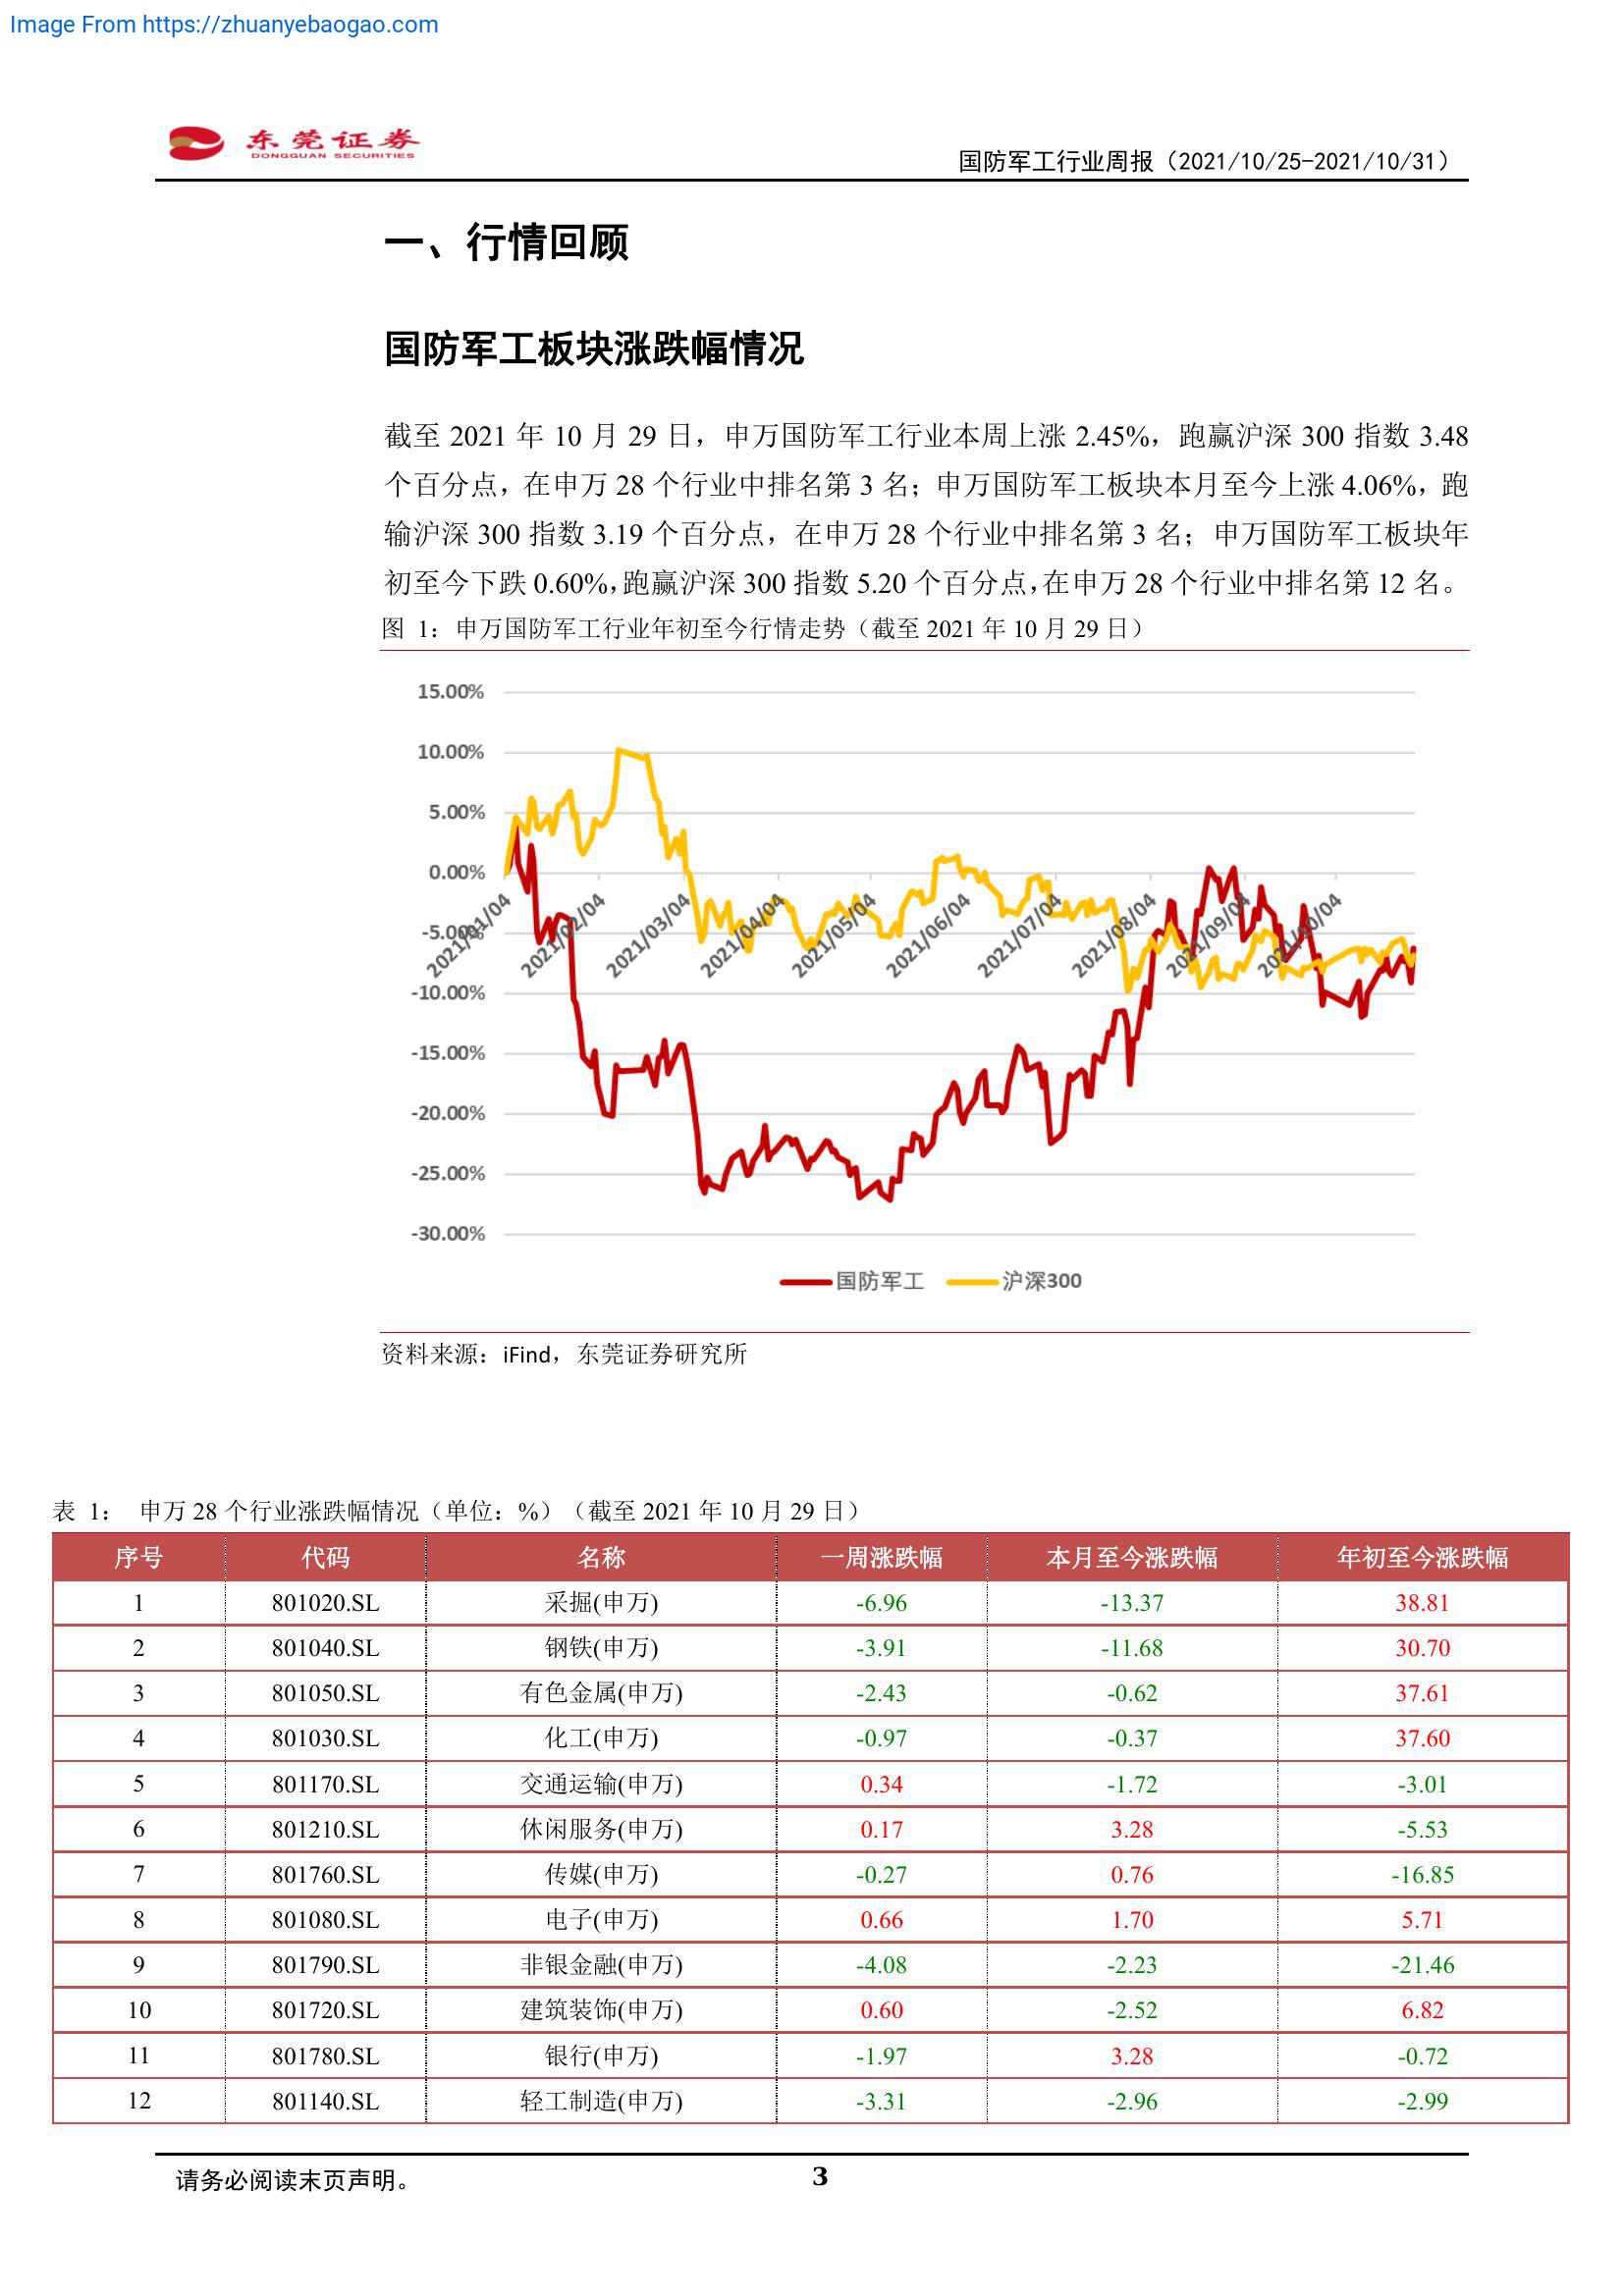 Image From https://zhuanyebaogao.com
东莞证券
DONGGUAN SECURITIES
国防军工行业周报（2021/10/25-2021/10/31）
一、行情回顾
国防军工板块涨跌幅情况
截至 2021 年 10 月 29 日，申万国防军工行业本周上涨 2.45%，跑赢沪深 300 指数 3.48
个百分点，在申万 28 个行业中排名第 3 名；申万国防军工板块本月至今上涨 4.06%，跑
输沪深 300 指数 3.19 个百分点，在申万 28 个行业中排名第 3 名；申万国防军工板块年
初至今下跌 0.60%，跑赢沪深 300 指数 5.20 个百分点，在申万 28 个行业中排名第 12 名。
图 1：申万国防军工行业年初至今行情走势（截至 2021 年 10 月 29 日）
15.00%
10.00%
5.00%
0.00%
-5.00%
-10.00%
-15.00%
-20.00%
-25.00%
-30.00%
2021/01/04
2021/02/04
2021/03/04
2021/04/04
2021/05/04
2021/06/04
2021/07/04
2021/08/04
2021/09/04
2021/10/04
国防军工 沪深300
资料来源：iFind，东莞证券研究所
表 1： 申万 28 个行业涨跌幅情况（单位：%）（截至 2021 年 10 月 29 日）
序号 代码 名称 一周涨跌幅 本月至今涨跌幅 年初至今涨跌幅
1 801020.SL 采掘(申万) -6.96 -13.37 38.81
2 801040.SL 钢铁(申万) -3.91 -11.68 30.70
3 801050.SL 有色金属(申万) -2.43 -0.62 37.61
4 801030.SL 化工(申万) -0.97 -0.37 37.60
5 801170.SL 交通运输(申万) 0.34 -1.72 -3.01
6 801210.SL 休闲服务(申万) 0.17 3.28 -5.53
7 801760.SL 传媒(申万) -0.27 0.76 -16.85
8 801080.SL 电子(申万) 0.66 1.70 5.71
9 801790.SL 非银金融(申万) -4.08 -2.23 -21.46
10 801720.SL 建筑装饰(申万) 0.60 -2.52 6.82
11 801780.SL 银行(申万) -1.97 3.28 -0.72
12 801140.SL 轻工制造(申万) -3.31 -2.96 -2.99
请务必阅读末页声明。
3